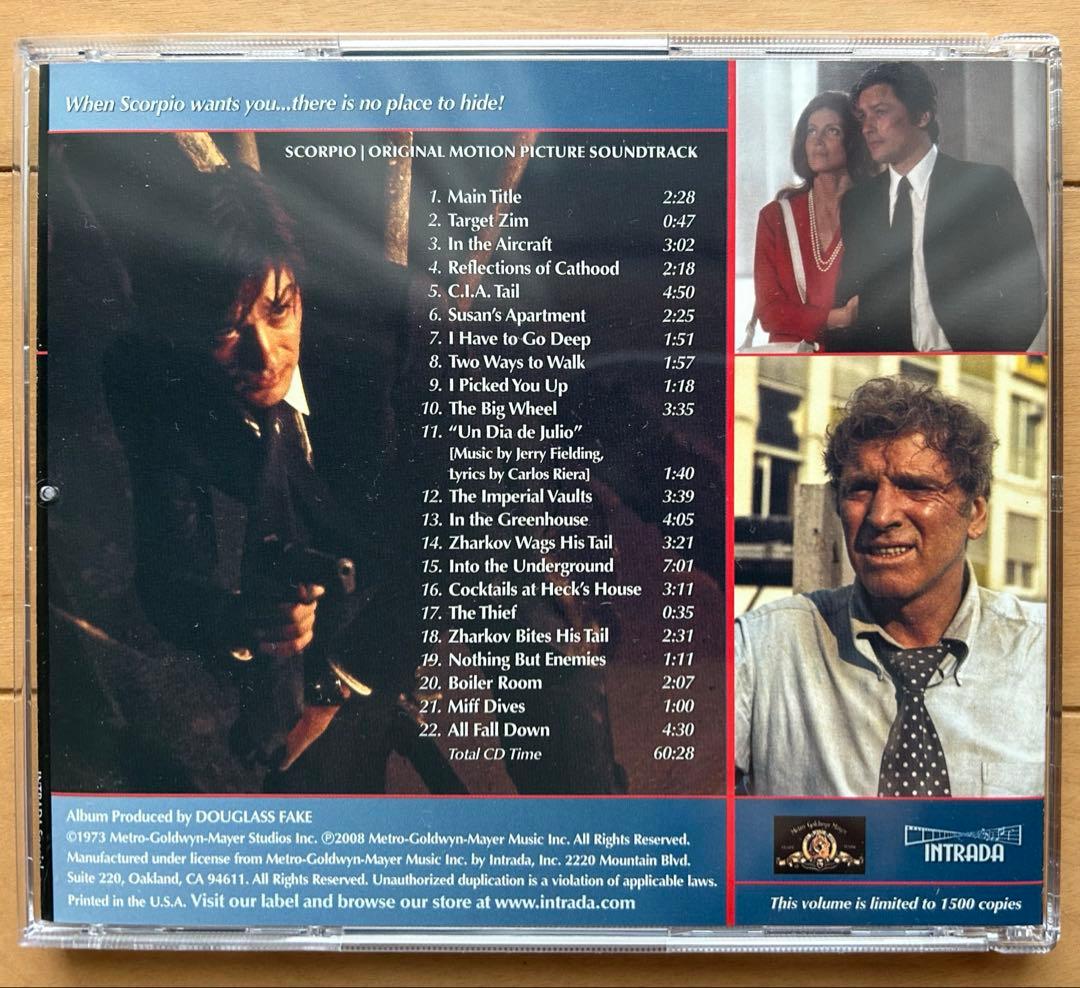 When Scorpio wants you...there is no place to hide!
SCORPIO | ORIGINAL MOTION PICTURE SOUNDTRACK
1. Main Title 2:28
2. Target Zim 0:47
3. In the Aircraft 3:02
4. Reflections of Cathood 2:18
5. C.I.A. Tail 4:50
6. Susan's Apartment 2:25
7. I Have to Go Deep 1:51
8. Two Ways to Walk 1:57
9. I Picked You Up 1:18
10. The Big Wheel 3:35
11. "Un Dia de Julio"
[Music by Jerry Fielding,
Lyrics by Carlos Riera] 1:40
12. The Imperial Vaults 3:39
13. In the Greenhouse 4:05
14. Zharkov Wags His Tail 3:21
15. Into the Underground 7:01
16. Cocktails at Heck's House 3:11
17. The Thief 0:35
18. Zharkov Bites His Tail 2:31
19. Nothing But Enemies 1:11
20. Boiler Room 2:07
21. Miff Dives 1:00
22. All Fall Down 4:30
Total CD Time 60:28
Album Produced by DOUGLASS FAKE
©1973 Metro-Goldwyn-Mayer Studios Inc. ℗2008 Metro-Goldwyn-Mayer Music Inc. All Rights Reserved.
Manufactured under license from Metro-Goldwyn-Mayer Music Inc. by Intrada, Inc. 2220 Mountain Blvd.
Suite 220, Oakland, CA 94611. All Rights Reserved. Unauthorized duplication is a violation of applicable laws.
Printed in the U.S.A. Visit our label and browse our store at www.intrada.com
Metro Goldwyn Mayer
INTRADA
This volume is limited to 1500 copies